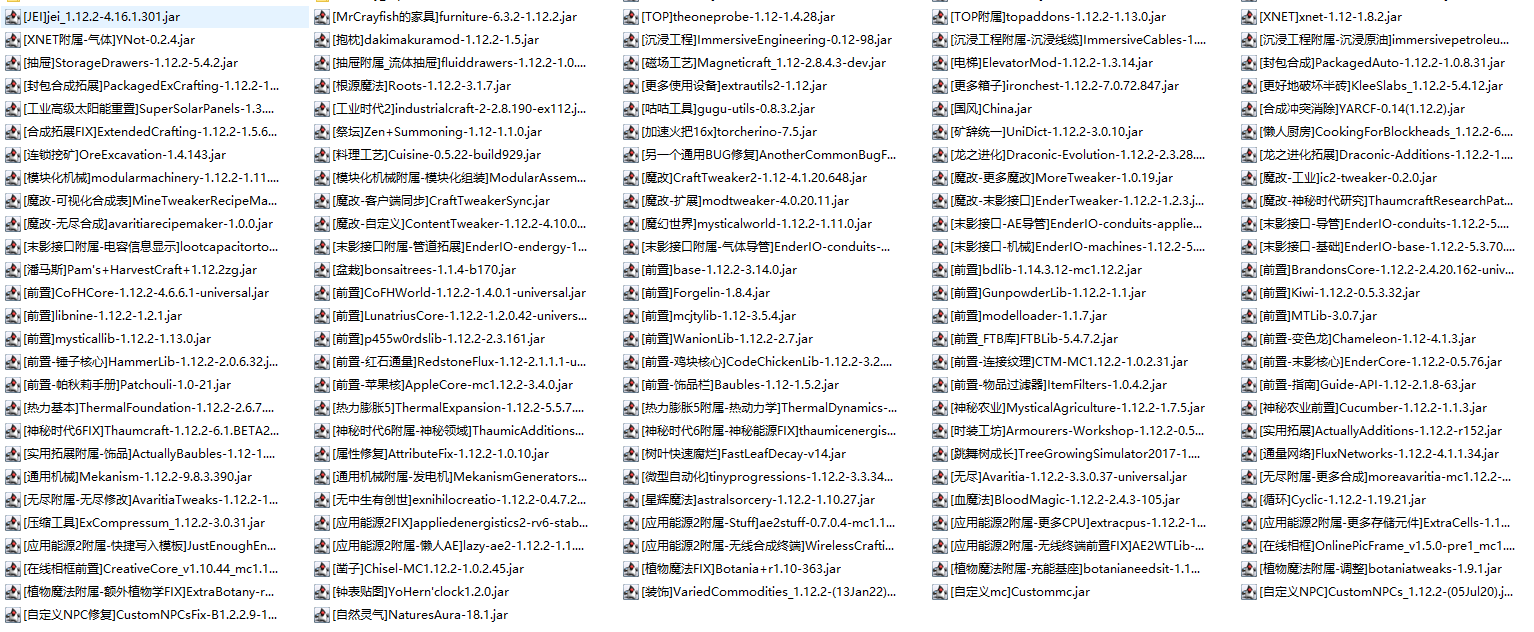 [JEI]jei_1.12.2-4.16.1.301.jar
[MrCrayfish的家具]furniture-6.3.2-1.12.2.jar
[TOP]theoneprobe-1.12-1.4.28.jar
[TOP附属]topaddons-1.12.2-1.13.0.jar
[XNET]xnet-1.12-1.8.2.jar
[XNET附属-气体]YNot-0.2.4.jar
[抱枕]dakimakuramod-1.12.2-1.5.jar
[沉浸工程]ImmersiveEngineering-0.12-98.jar
[沉浸工程附属-沉浸线缆]ImmersiveCables-1....
[沉浸工程附属-沉浸原油]immersivepetroleu...
[抽屉]StorageDrawers-1.12.2-5.4.2.jar
[抽屉附属_流体抽屉]fluiddrawers-1.12.2-1.0....
[磁场工艺]Magneticraft_1.12-2.8.4.3-dev.jar
[电梯]ElevatorMod-1.12.2-1.3.14.jar
[封包合成]PackagedAuto-1.12.2-1.0.8.31.jar
[封包合成拓展]PackagedExCrafting-1.12.2-1...
[根源魔法]Roots-1.12.2-3.1.7.jar
[更多使用设备]extrautils2-1.12.jar
[更多箱子]ironchest-1.12.2-7.0.72.847.jar
[更好地破坏半砖]KleeSlabs_1.12.2-5.4.12.jar
[工业高级太阳能重置]SuperSolarPanels-1.3....
[工业时代2]industrialcraft-2-2.8.190-ex112.j...
[咕咕工具]gugu-utils-0.8.3.2.jar
[国风]China.jar
[合成冲突消除]YARCF-0.14(1.12.2).jar
[合成拓展FIX]ExtendedCrafting-1.12.2-1.5.6...
[祭坛]Zen+Summoning-1.12-1.1.0.jar
[加速火把16x]torcherino-7.5.jar
[矿辞统一]UniDict-1.12.2-3.0.10.jar
[懒人厨房]CookingForBlockheads_1.12.2-6....
[连锁挖矿]OreExcavation-1.4.143.jar
[料理工艺]Cuisine-0.5.22-build929.jar
[另一个通用BUG修复]AnotherCommonBugF...
[龙之进化]Draconic-Evolution-1.12.2-2.3.28....
[龙之进化拓展]Draconic-Additions-1.12.2-1....
[模块化机械]modularmachinery-1.12.2-1.11....
[模块化机械附属-模块化组装]ModularAssem...
[魔改]CraftTweaker2-1.12-4.1.20.648.jar
[魔改-更多魔改]MoreTweaker-1.0.19.jar
[魔改-工业]ic2-tweaker-0.2.0.jar
[魔改-可视化合成表]MineTweakerRecipeMa...
[魔改-客户端同步]CraftTweakerSync.jar
[魔改-扩展]modtweaker-4.0.20.11.jar
[魔改-末影接口]EnderTweaker-1.12.2-1.2.3.j...
[魔改-神秘时代研究]ThaumcraftResearchPat...
[魔改-无尽合成]avaritiarecipemaker-1.0.0.jar
[魔改-自定义]ContentTweaker-1.12.2-4.10.0...
[魔幻世界]mysticalworld-1.12.2-1.11.0.jar
[末影接口-AE导管]EnderIO-conduits-applie...
[末影接口-导管]EnderIO-conduits-1.12.2-5....
[末影接口附属-电容信息显示]lootcapacitorto...
[末影接口附属-管道拓展]EnderIO-endergy-1...
[末影接口附属-气体导管]EnderIO-conduits-...
[末影接口-机械]EnderIO-machines-1.12.2-5....
[末影接口-基础]EnderIO-base-1.12.2-5.3.70....
[潘马斯]Pam's+HarvestCraft+1.12.2zg.jar
[盆栽]bonsaitrees-1.1.4-b170.jar
[前置]base-1.12.2-3.14.0.jar
[前置]bdlib-1.14.3.12-mc1.12.2.jar
[前置]BrandonsCore-1.12.2-2.4.20.162-univ...
[前置]CoFHCore-1.12.2-4.6.6.1-universal.jar
[前置]CoFHWorld-1.12.2-1.4.0.1-universal.jar
[前置]Forgelin-1.8.4.jar
[前置]GunpowderLib-1.12.2-1.1.jar
[前置]Kiwi-1.12.2-0.5.3.32.jar
[前置]libnine-1.12.2-1.2.1.jar
[前置]LunatriusCore-1.12.2-1.2.0.42-univers...
[前置]mcjtylib-1.12-3.5.4.jar
[前置]modelloader-1.1.7.jar
[前置]MTLib-3.0.7.jar
[前置]mysticallib-1.12.2-1.13.0.jar
[前置]p455w0rdslib-1.12.2-2.3.161.jar
[前置]WanionLib-1.12.2-2.7.jar
[前置_FTB库]FTBLib-5.4.7.2.jar
[前置-变色龙]Chameleon-1.12-4.1.3.jar
[前置-锤子核心]HammerLib-1.12.2-2.0.6.32.j...
[前置-红石通量]RedstoneFlux-1.12-2.1.1.1-u...
[前置-鸡块核心]CodeChickenLib-1.12.2-3.2....
[前置-连接纹理]CTM-MC1.12.2-1.0.2.31.jar
[前置-末影核心]EnderCore-1.12.2-0.5.76.jar
[前置-帕秋莉手册]Patchouli-1.0-21.jar
[前置-苹果核]AppleCore-mc1.12.2-3.4.0.jar
[前置-饰品栏]Baubles-1.12-1.5.2.jar
[前置-物品过滤器]ItemFilters-1.0.4.2.jar
[前置-指南]Guide-API-1.12-2.1.8-63.jar
[热力基本]ThermalFoundation-1.12.2-2.6.7....
[热力膨胀5]ThermalExpansion-1.12.2-5.5.7....
[热力膨胀5附属-热动力学]ThermalDynamics-...
[神秘农业]MysticalAgriculture-1.12.2-1.7.5.jar
[神秘农业前置]Cucumber-1.12.2-1.1.3.jar
[神秘时代6FIX]Thaumcraft-1.12.2-6.1.BETA2...
[神秘时代6附属-神秘领域]ThaumicAdditions...
[神秘时代6附属-神秘能源FIX]thaumicenergis...
[时装工坊]Armourers-Workshop-1.12.2-0.5...
[实用拓展]ActuallyAdditions-1.12.2-r152.jar
[实用拓展附属-饰品]ActuallyBaubles-1.12-1....
[属性修复]AttributeFix-1.12.2-1.0.10.jar
[树叶快速腐烂]FastLeafDecay-v14.jar
[跳舞树成长]TreeGrowingSimulator2017-1....
[通量网络]FluxNetworks-1.12.2-4.1.1.34.jar
[通用机械]Mekanism-1.12.2-9.8.3.390.jar
[通用机械附属-发电机]MekanismGenerators...
[微型自动化]tinyprogressions-1.12.2-3.3.34...
[无尽]Avaritia-1.12.2-3.3.0.37-universal.jar
[无尽附属-更多合成]moreavaritia-mc1.12.2-...
[无尽附属-无尽修改]AvaritiaTweaks-1.12.2-1...
[无中生有创世]exnihilocreatio-1.12.2-0.4.7.2...
[星辉魔法]astralsorcery-1.12.2-1.10.27.jar
[血魔法]BloodMagic-1.12.2-2.4.3-105.jar
[循环]Cyclic-1.12.2-1.19.21.jar
[压缩工具]ExCompressum_1.12.2-3.0.31.jar
[应用能源2FIX]appliedenergistics2-rv6-stab...
[应用能源2附属-Stuff]ae2stuff-0.7.0.4-mc1.1...
[应用能源2附属-更多CPU]extracpus-1.12.2-1...
[应用能源2附属-更多存储元件]ExtraCells-1.1...
[应用能源2附属-快捷写入模板]JustEnoughEn...
[应用能源2附属-懒人AE]lazy-ae2-1.12.2-1.1....
[应用能源2附属-无线合成终端]WirelessCrafti...
[应用能源2附属-无线终端前置FIX]AE2WTLib-...
[在线相框]OnlinePicFrame_v1.5.0-pre1_mc1....
[在线相框前置]CreativeCore_v1.10.44_mc1.1...
[凿子]Chisel-MC1.12.2-1.0.2.45.jar
[植物魔法FIX]Botania+r1.10-363.jar
[植物魔法附属-充能基座]botanianeedsit-1.1...
[植物魔法附属-调整]botaniatweaks-1.9.1.jar
[植物魔法附属-额外植物学FIX]ExtraBotany-r...
[钟表贴图]YoHern'clock1.2.0.jar
[装饰]VariedCommodities_1.12.2-(13Jan22)...
[自定义mc]Custommc.jar
[自定义NPC]CustomNPCs_1.12.2-(05Jul20).j...
[自定义NPC修复]CustomNPCsFix-B1.2.2.9-1...
[自然灵气]NaturesAura-18.1.jar